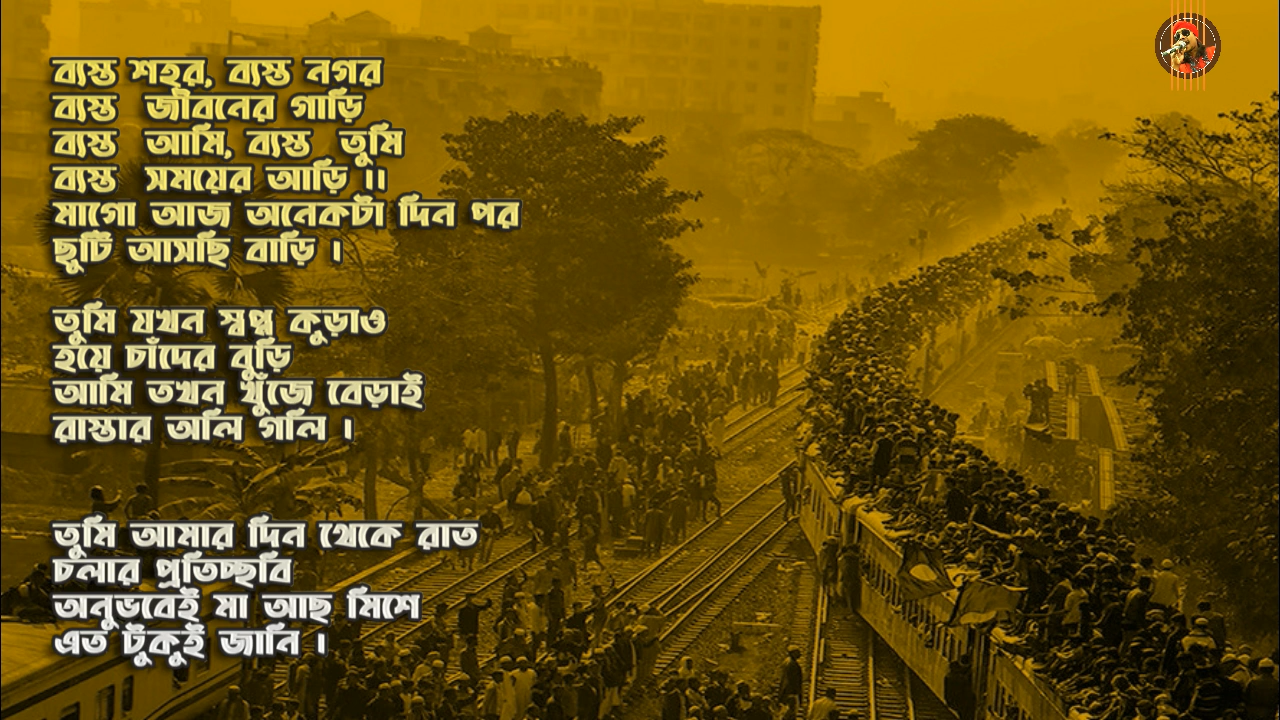 ব্যস্ত শহর, ব্যস্ত নগর
ব্যস্ত জীবনের গাড়ি
ব্যস্ত আমি, ব্যস্ত তুমি
ব্যস্ত সময়ের আড়ি ।।
মাগো আজ অনেকটা দিন পর
ছুটি আসছি বাড়ি ।
তুমি যখন স্বপ্ন কুড়াও
হয়ে চাঁদের বুড়ি
আমি তখন খুঁজে বেড়াই
রাস্তার অলি গলি ।
তুমি আমার দিন থেকে রাত
চলার প্রতিচ্ছবি
অনুভবেই মা আছ মিশে
এত টুকুই জানি ।